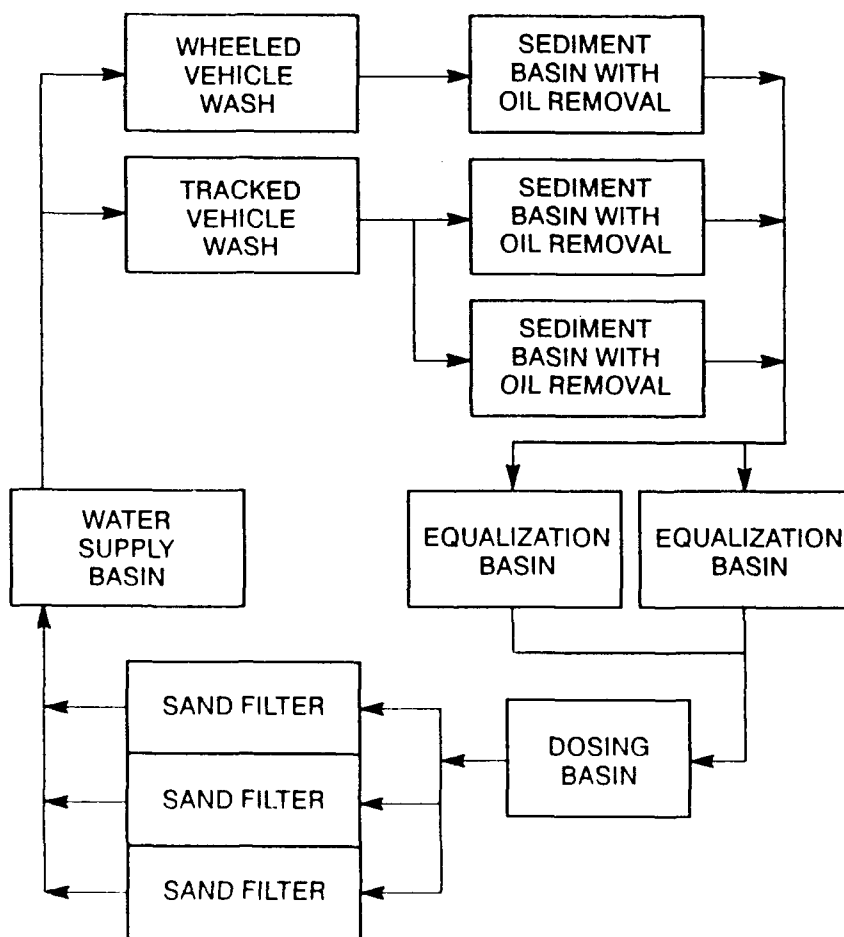 WHEELED
VEHICLE
WASH
SEDIMENT
BASIN WITH
OIL REMOVAL
TRACKED
VEHICLE
WASH
SEDIMENT
BASIN WITH
OIL REMOVAL
SEDIMENT
BASIN WITH
OIL REMOVAL
WATER
SUPPLY
BASIN
EQUALIZATION
BASIN
EQUALIZATION
BASIN
SAND FILTER
SAND FILTER
SAND FILTER
DOSING
BASIN